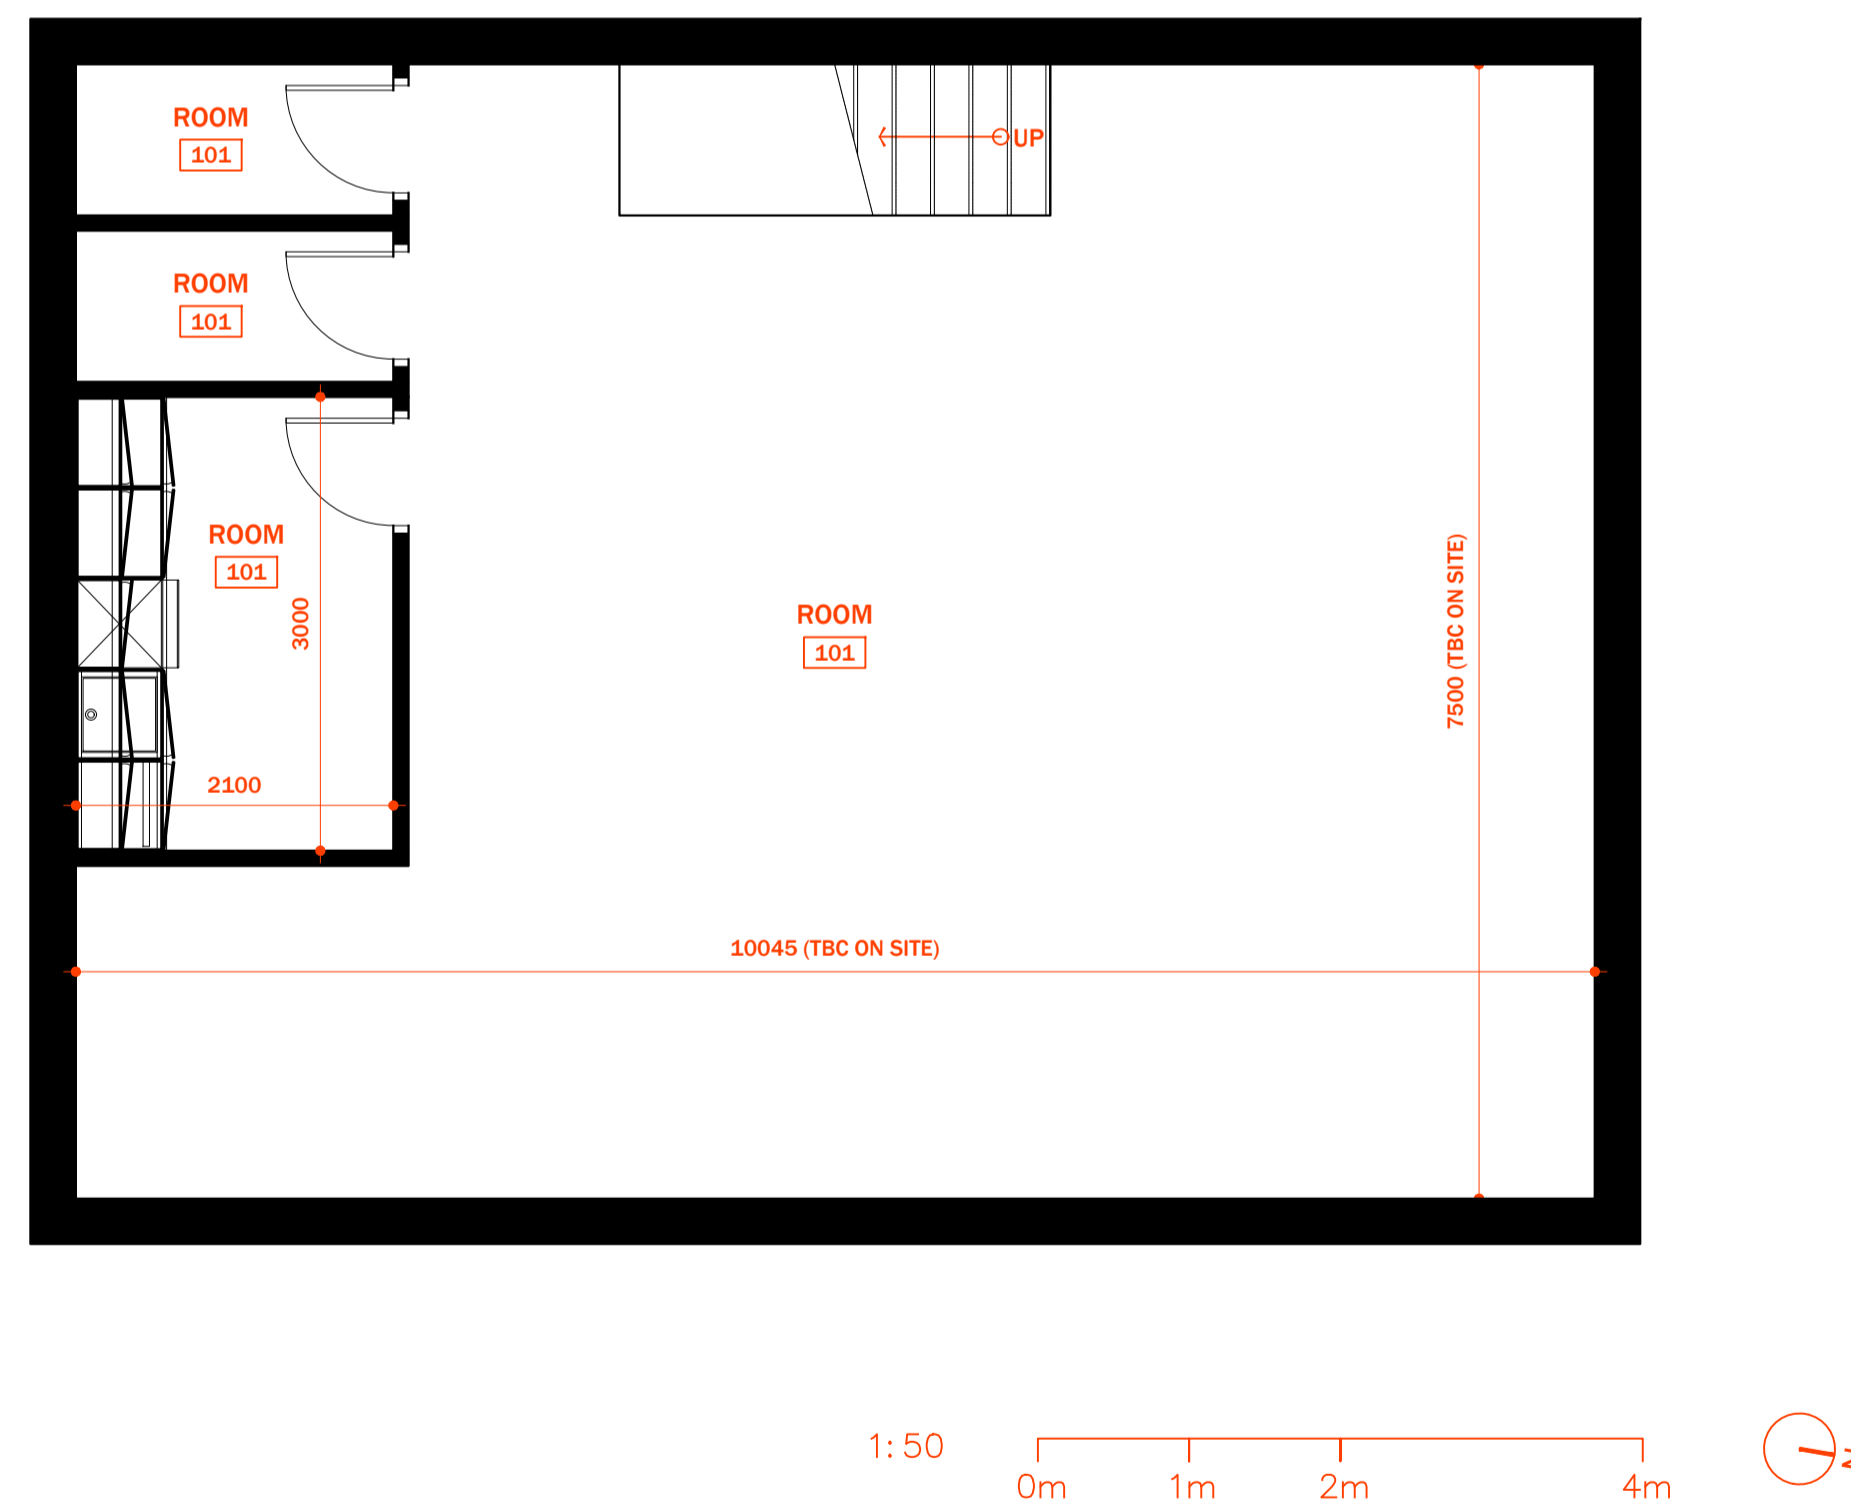 ROOM
101
UP
ROOM
101
ROOM
101
3000
2100
ROOM
101
7500 (TBC ON SITE)
10045 (TBC ON SITE)
1:50
0m
1m
2m
4m